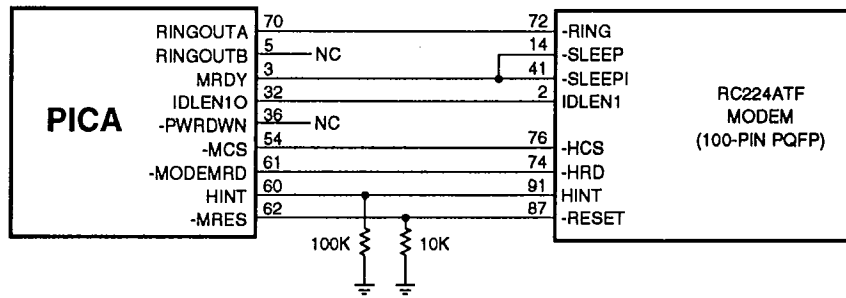 70 72
RINGOUTA -RING
5 14
RINGOUTB NC -SLEEP
3 41
MRDY -SLEEPI
32 2
IDLEN1O IDLEN1
36
-PWRDWN NC
54 76
-MCS -HCS
61 74
-MODEMRD -HRD
60 91
HINT HINT
62 87
-MRES -RESET
PICA
RC224ATF
MODEM
(100-PIN PQFP)
100K 10K